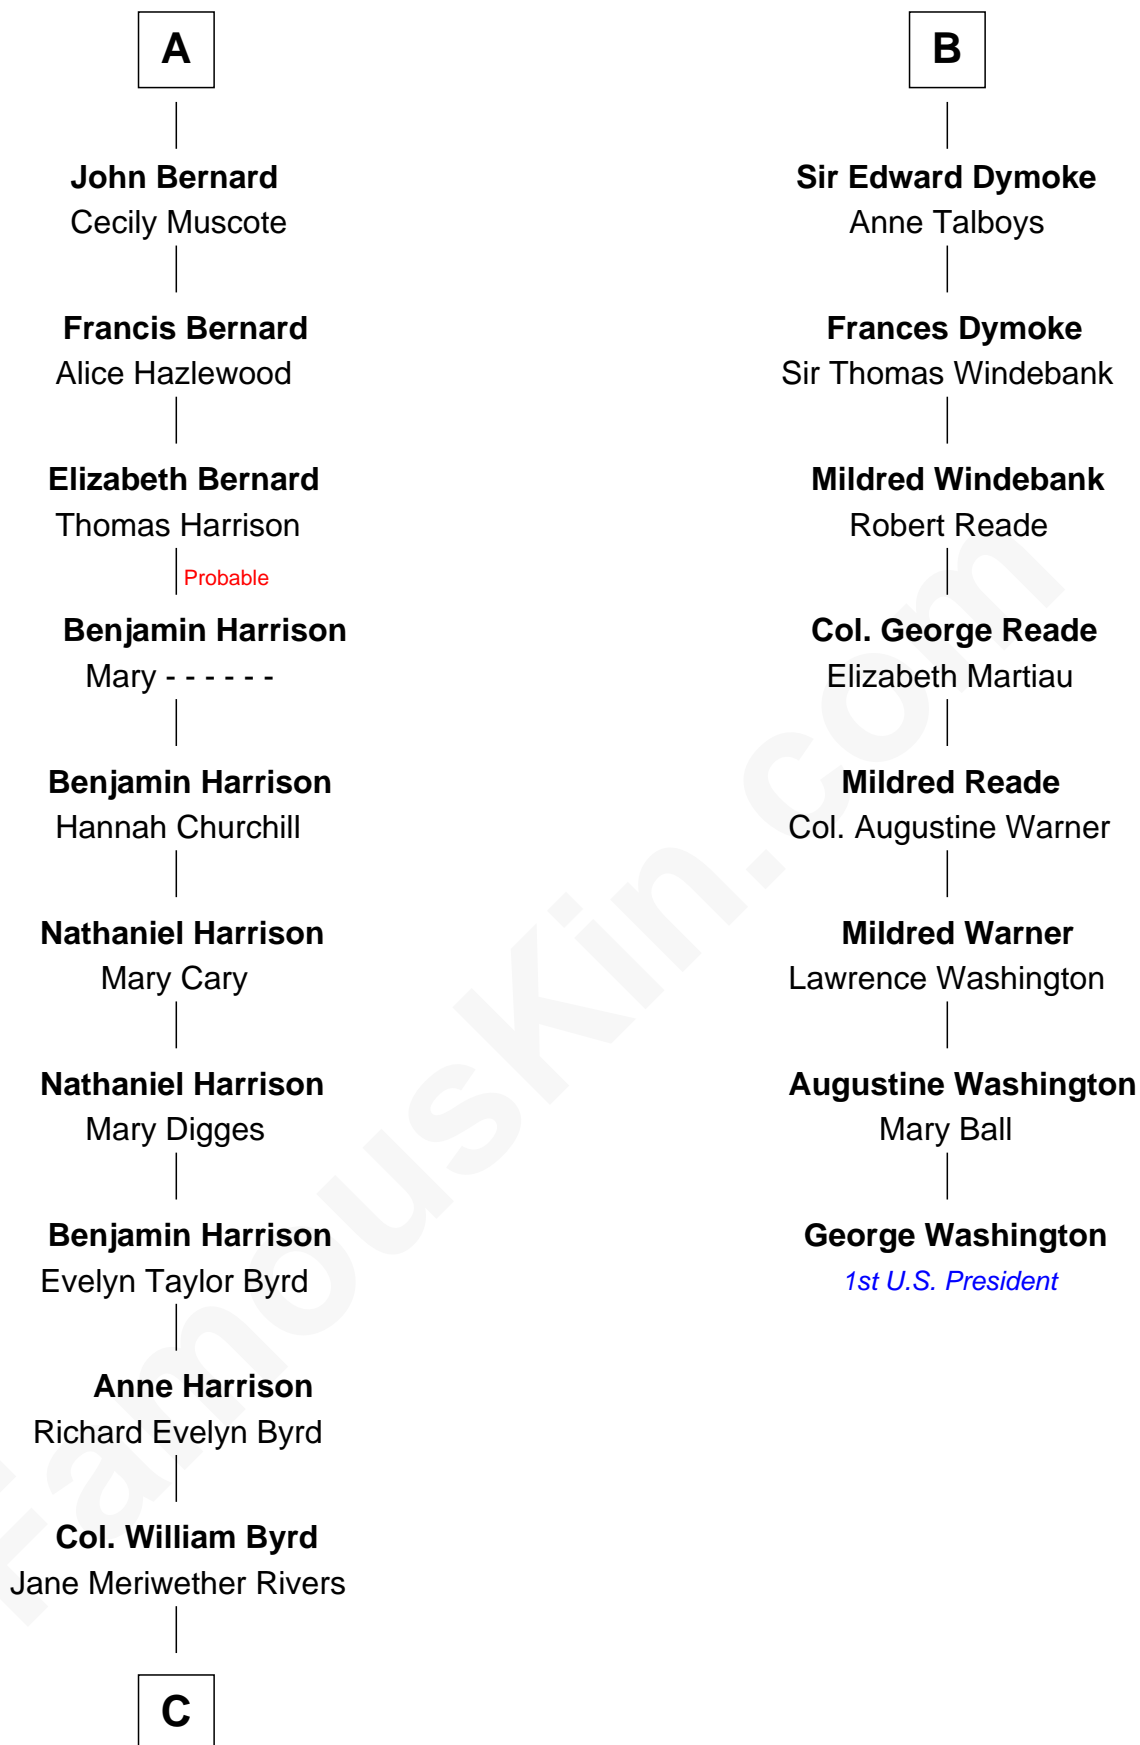 A
John Bernard
Cecily Muscote
Francis Bernard
Alice Hazlewood
Elizabeth Bernard
Thomas Harrison
Probable
Benjamin Harrison
Mary - - - - - -
Benjamin Harrison
Hannah Churchill
Nathaniel Harrison
Mary Cary
Nathaniel Harrison
Mary Digges
Benjamin Harrison
Evelyn Taylor Byrd
Anne Harrison
Richard Evelyn Byrd
Col. William Byrd
Jane Meriwether Rivers
C
B
Sir Edward Dymoke
Anne Talboys
Frances Dymoke
Sir Thomas Windebank
Mildred Windebank
Robert Reade
Col. George Reade
Elizabeth Martiau
Mildred Reade
Col. Augustine Warner
Mildred Warner
Lawrence Washington
Augustine Washington
Mary Ball
George Washington
1st U.S. President
FamousKin.com